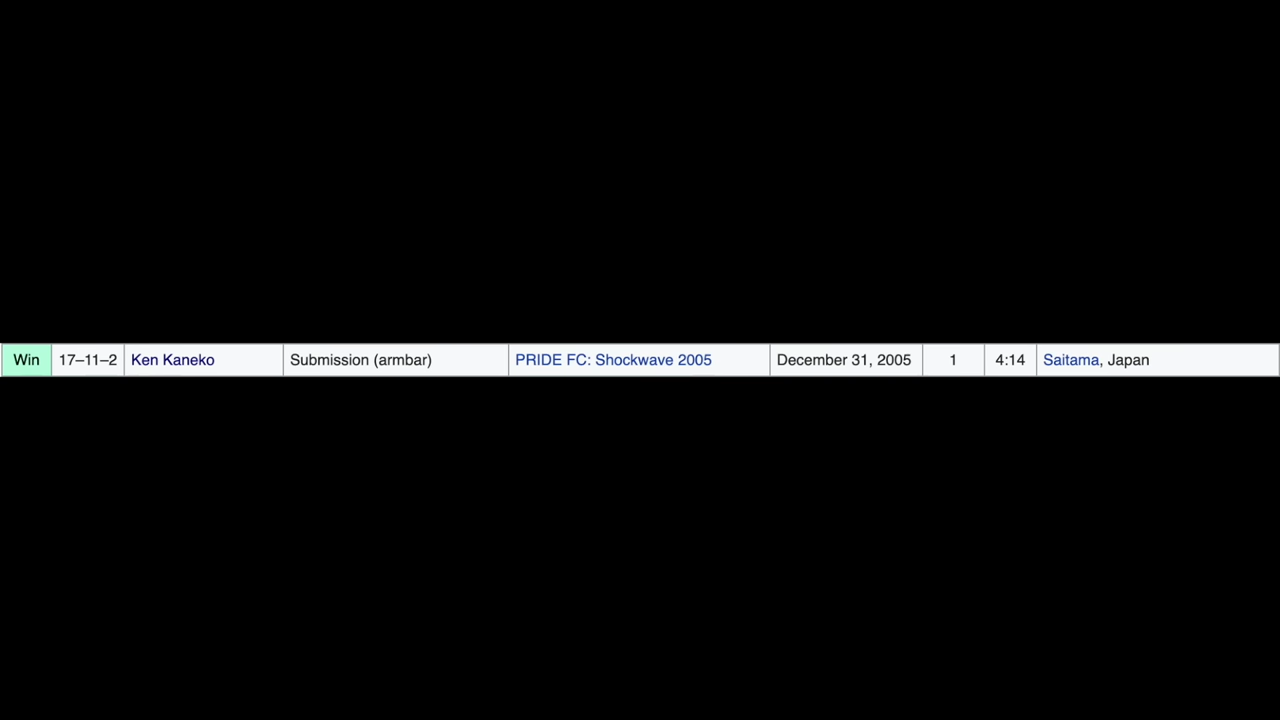 Win 17–11–2 Ken Kaneko Submission (armbar) PRIDE FC: Shockwave 2005 December 31, 2005 1 4:14 Saitama, Japan